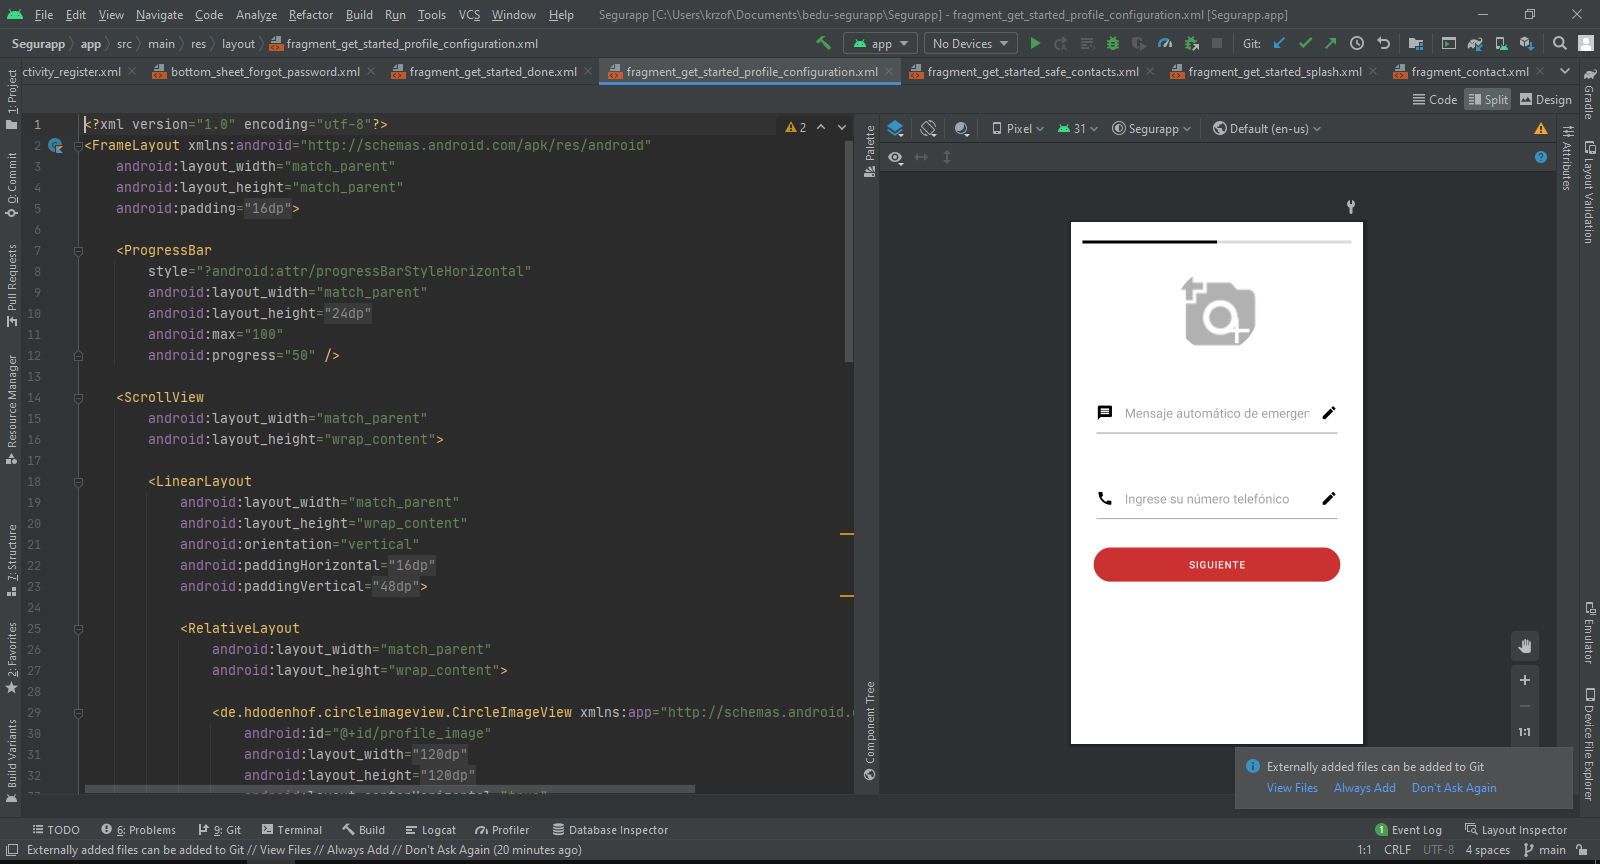 File Edit View Navigate Code Analyze Refactor Build Run Tools VCS Window Help Segurapp [C:\Users\krzof\Documents\bedu-segurapp\Segurapp] - fragment_get_started_profile_configuration.xml [Segurapp.app]
Segurapp app src main res layout fragment_get_started_profile_configuration.xml app No Devices Git:
ctivity_register.xml bottom_sheet_forgot_password.xml fragment_get_started_done.xml fragment_get_started_profile_configuration.xml fragment_get_started_safe_contacts.xml fragment_get_started_splash.xml fragment_contact.xml
Code Split Design
1: Project
0: Commit
Pull Requests
Resource Manager
7: Structure
2: Favorites
Build Variants
1 <?xml version="1.0" encoding="utf-8"?> 2
2 <FrameLayout xmlns:android="http://schemas.android.com/apk/res/android"
3 android:layout_width="match_parent"
4 android:layout_height="match_parent"
5 android:padding="16dp">
6
7 <ProgressBar
8 style="?android:attr/progressBarStyleHorizontal"
9 android:layout_width="match_parent"
10 android:layout_height="24dp"
11 android:max="100"
12 android:progress="50" />
13
14 <ScrollView
15 android:layout_width="match_parent"
16 android:layout_height="wrap_content">
17
18 <LinearLayout
19 android:layout_width="match_parent"
20 android:layout_height="wrap_content"
21 android:orientation="vertical"
22 android:paddingHorizontal="16dp"
23 android:paddingVertical="48dp">
24
25 <RelativeLayout
26 android:layout_width="match_parent"
27 android:layout_height="wrap_content">
28
29 <de.hdodenhof.circleimageview.CircleImageView xmlns:app="http://schemas.android.
30 android:id="@+id/profile_image"
31 android:layout_width="120dp"
32 android:layout_height="120dp"
Palette
Component Tree
Pixel 31 Segurapp Default (en-us)
Mensaje automático de emergen
Ingrese su número telefónico
SIGUIENTE
1:1
Attributes
Gradle
Layout Validation
Emulator
Device File Explorer
Externally added files can be added to Git
View Files Always Add Don't Ask Again
TODO 6: Problems 9: Git Terminal Build Logcat Profiler Database Inspector 1 Event Log Layout Inspector
Externally added files can be added to Git // View Files // Always Add // Don't Ask Again (20 minutes ago) 1:1 CRLF UTF-8 4 spaces main